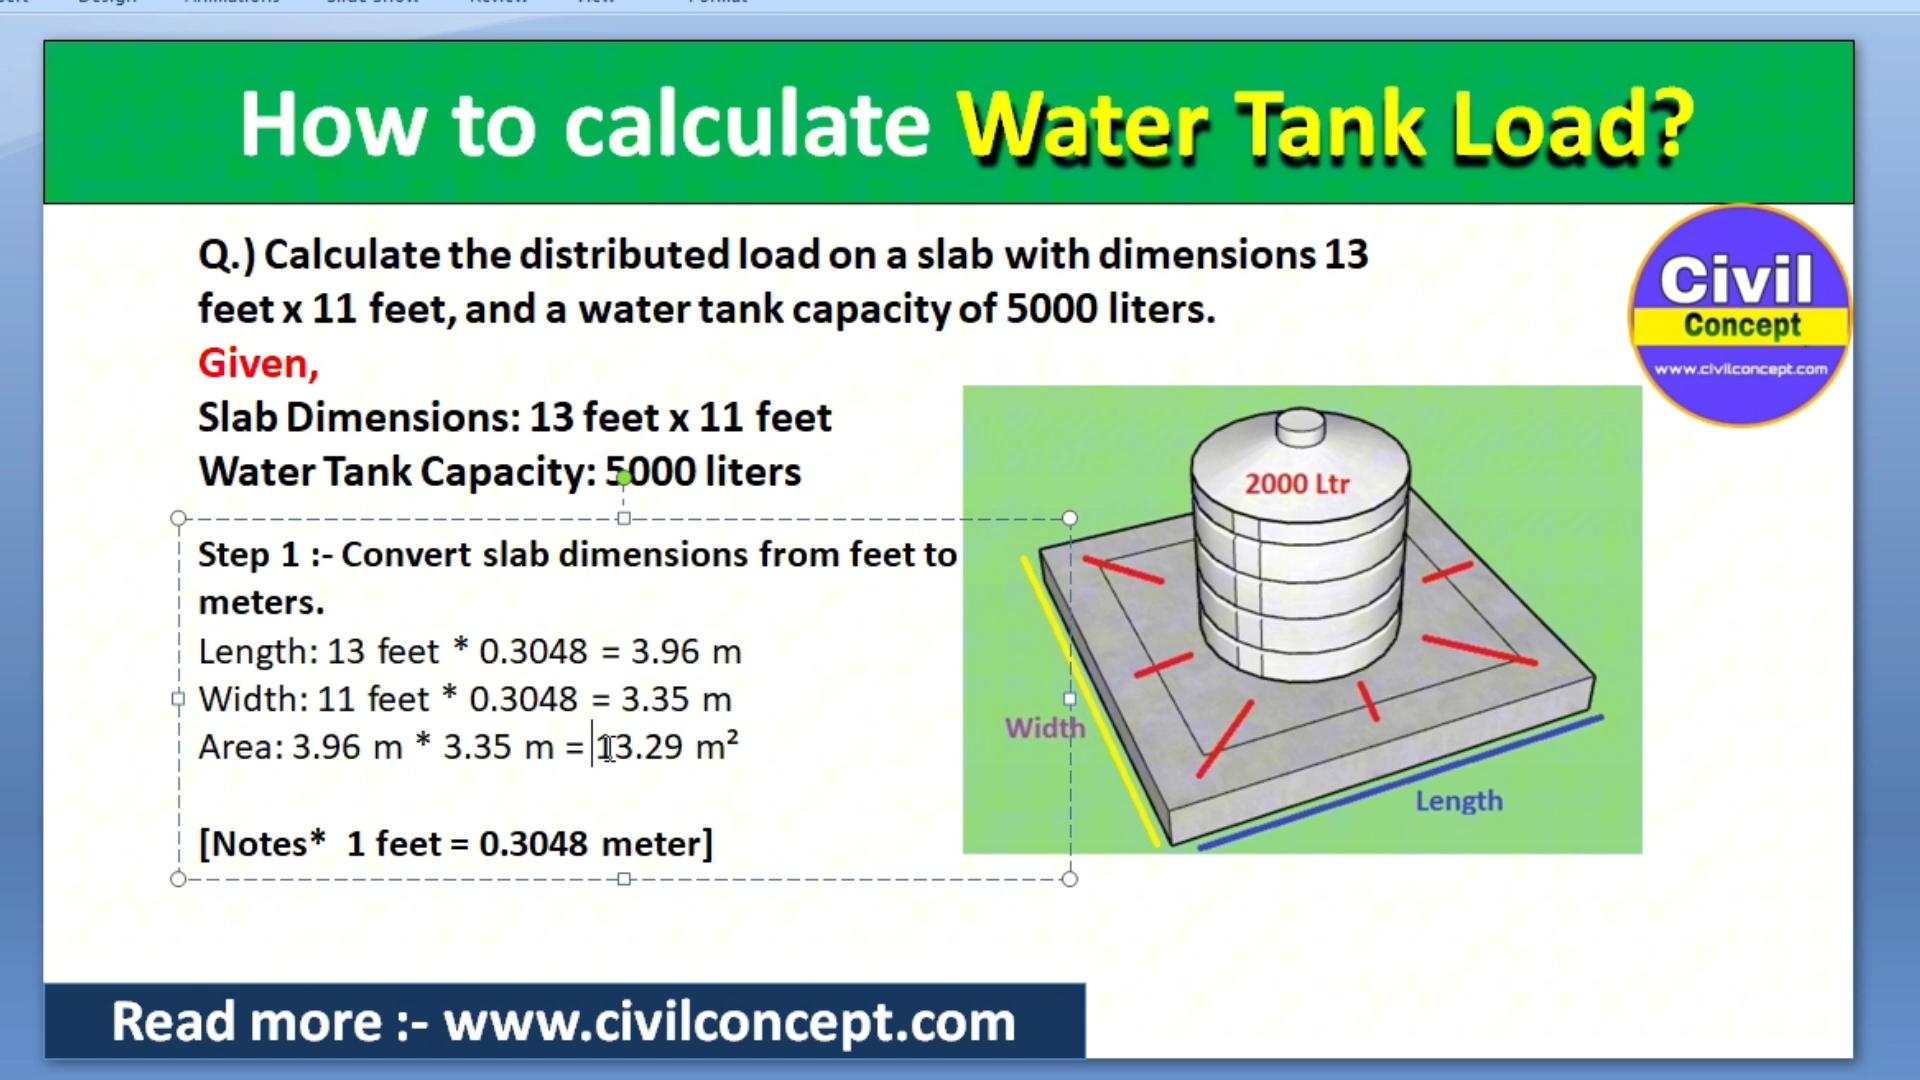 How to calculate Water Tank Load?
Q.) Calculate the distributed load on a slab with dimensions 13
feet x 11 feet, and a water tank capacity of 5000 liters.
Given,
Slab Dimensions: 13 feet x 11 feet
Water Tank Capacity: 5000 liters
Step 1 :- Convert slab dimensions from feet to
meters.
Length: 13 feet * 0.3048 = 3.96 m
Width: 11 feet * 0.3048 = 3.35 m
Area: 3.96 m * 3.35 m = 13.29 m²
[Notes* 1 feet = 0.3048 meter]
Civil
Concept
www.civilconcept.com
2000 Ltr
Width
Length
Read more :- www.civilconcept.com